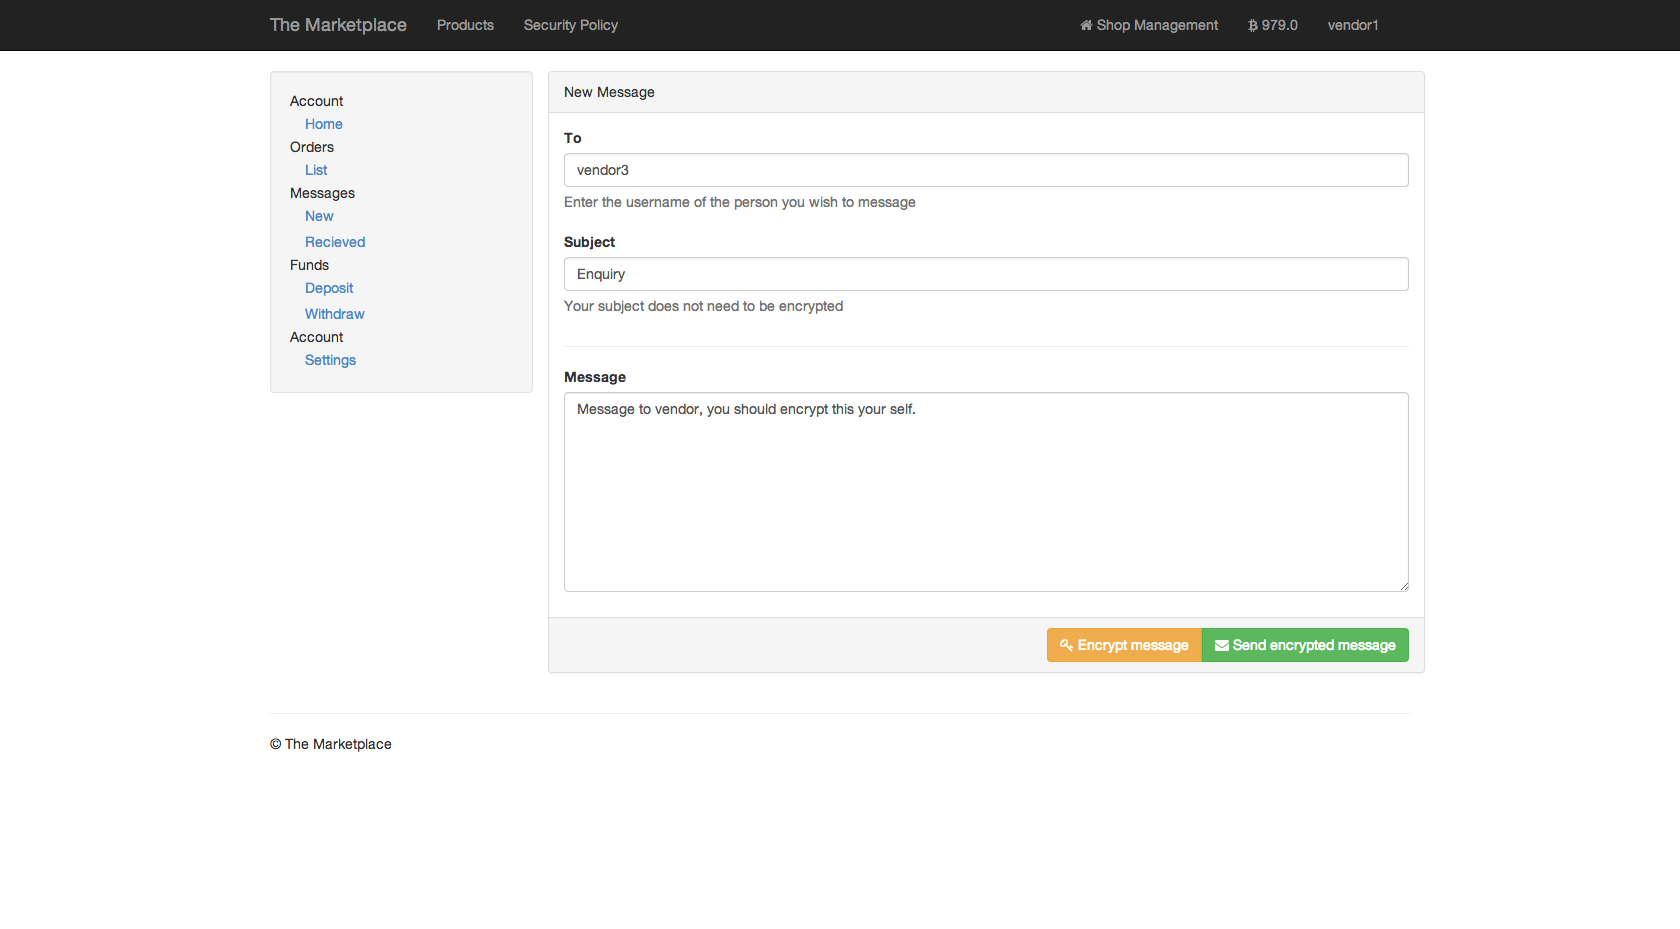 The Marketplace Products Security Policy Shop Management ฿ 979.0 vendor1
Account
Home
Orders
List
Messages
New
Recieved
Funds
Deposit
Withdraw
Account
Settings
New Message
To
vendor3
Enter the username of the person you wish to message
Subject
Enquiry
Your subject does not need to be encrypted
Message
Message to vendor, you should encrypt this your self.
Encrypt message Send encrypted message
© The Marketplace